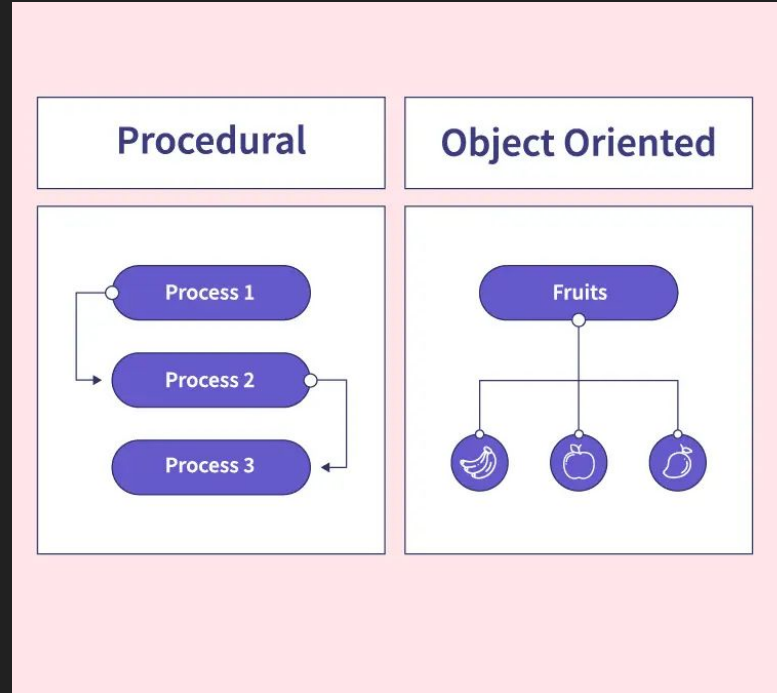 Procedural
Object Oriented
Process 1
Process 2
Process 3
Fruits